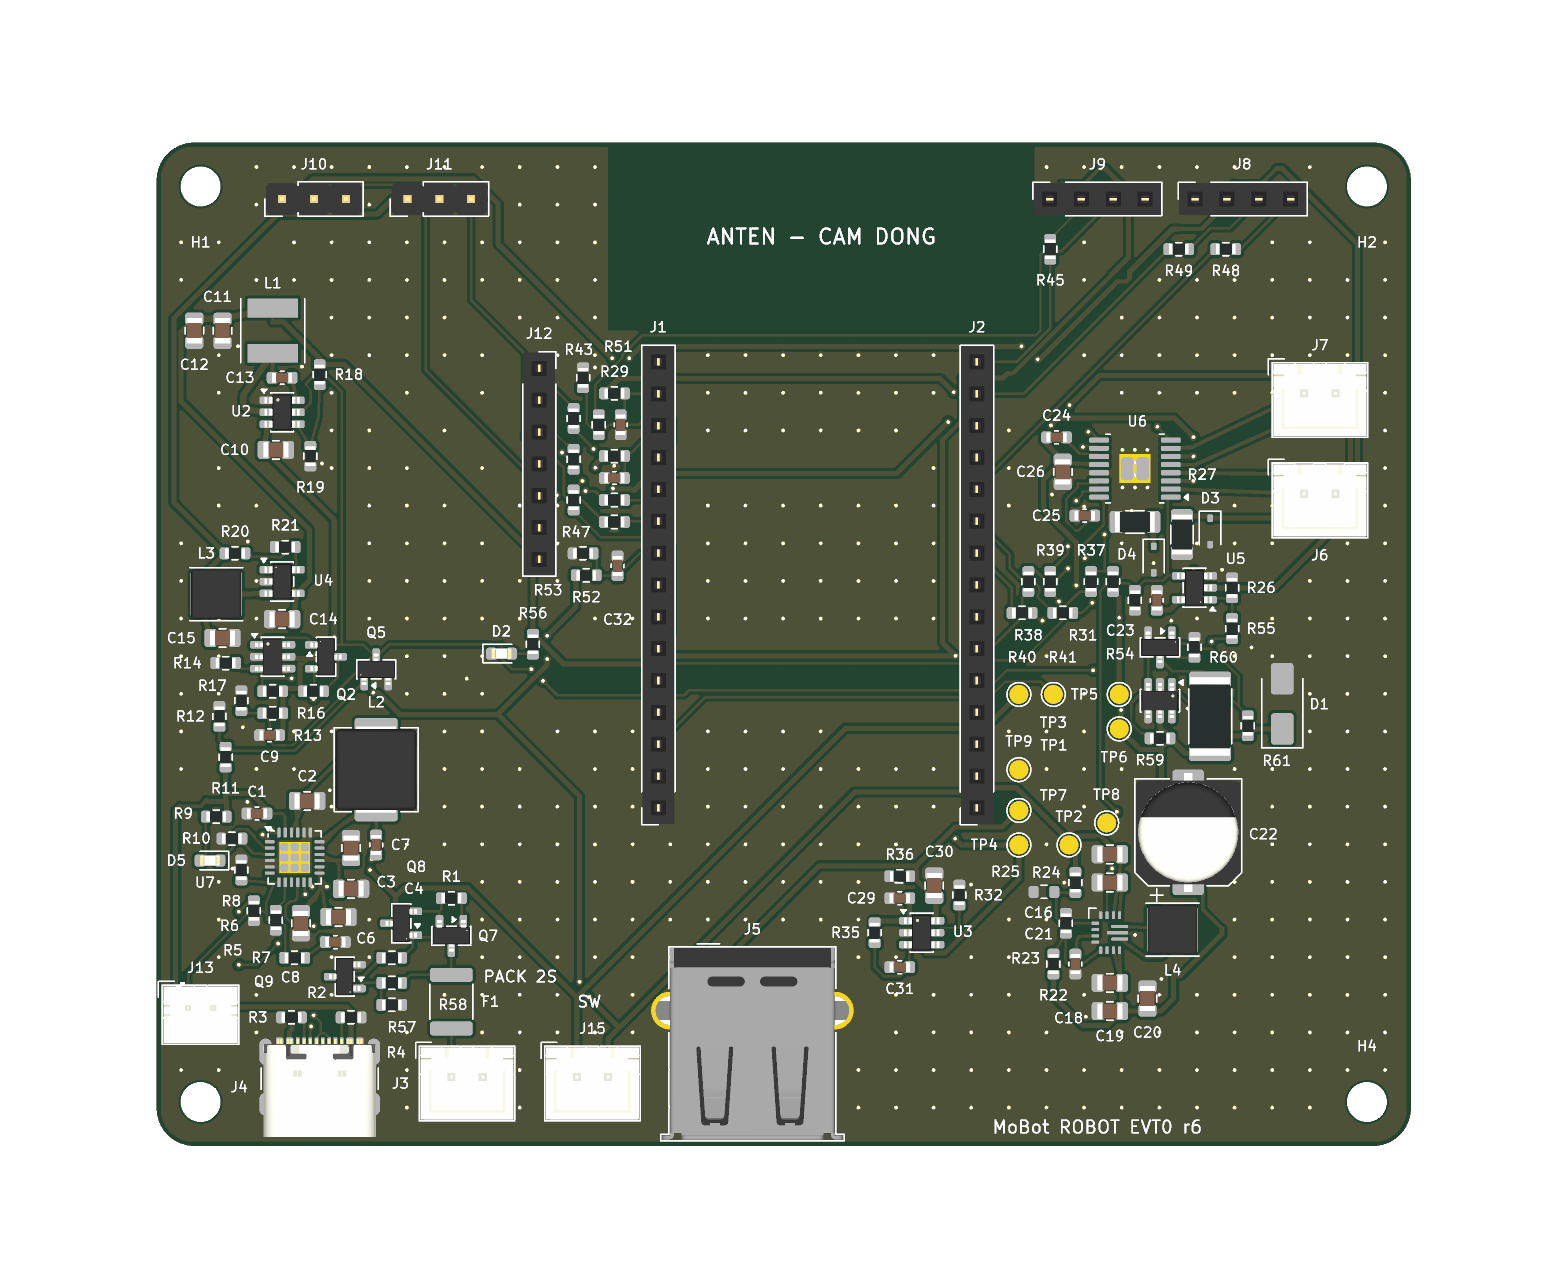 J10
J11
J9
J8
H1
ANTEN - CAM DONG
H2
R45
R49
R48
L1
C11
J12
R43
R51
J1
J2
C12
C13
R18
R29
J7
U2
C24
U6
C10
C26
R27
R19
D3
C25
R20
R21
R47
J6
L3
R39
R37
D4
U5
U4
R53
R52
R26
C14
R56
C32
C15
Q5
D2
R38
R31
C23
R55
R14
R54
R60
R40
R41
R17
Q2
TP5
L2
TP3
D1
R12
R16
R13
TP9
TP1
C9
TP6
R59
R61
C2
R11
C1
TP7
TP8
R9
TP2
R10
C7
TP4
C22
D5
U7
Q8
R36
C30
R25
R24
C3
C4
R1
R8
C29
R32
C16
R6
Q7
R35
U3
C21
C6
J5
R5
R7
R23
J13
C8
PACK 2S
L4
Q9
R2
C31
R22
SW
R58
F1
R3
R57
J15
C18
C19
C20
R4
H4
J4
J3
MoBot ROBOT EVT0 r6